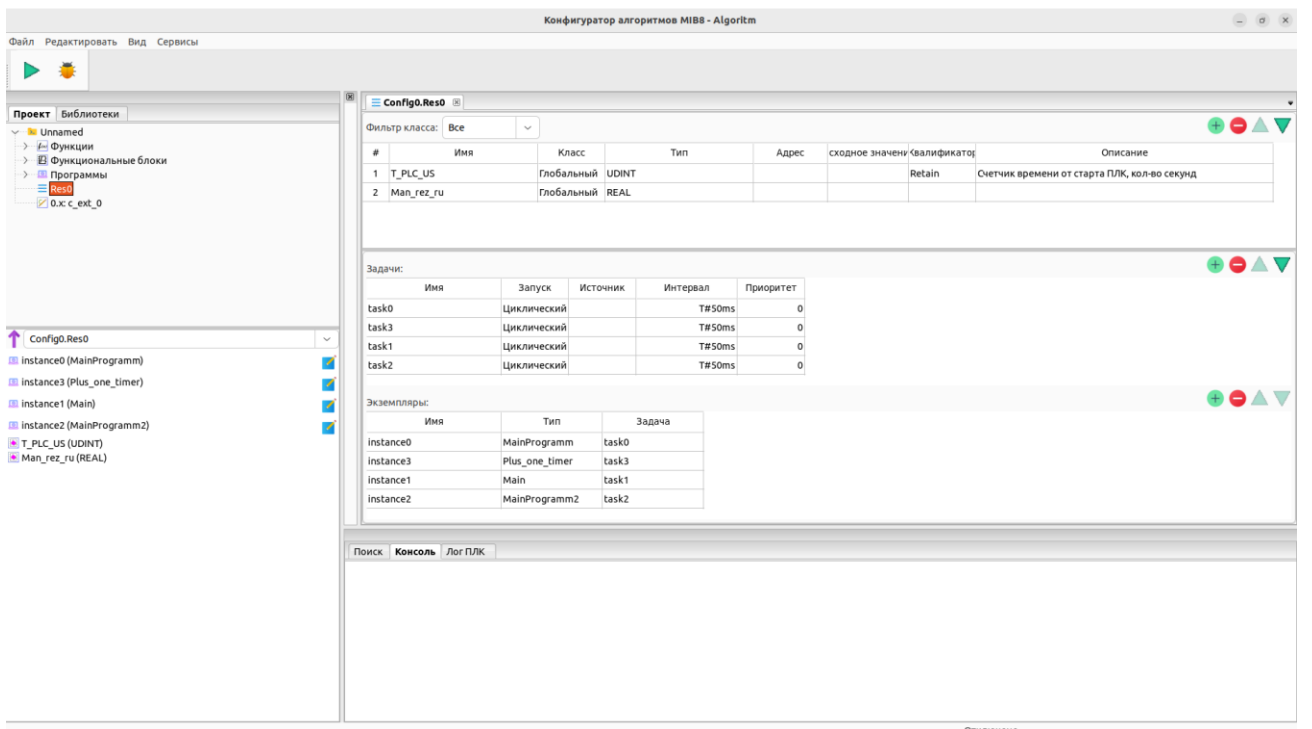 Конфигуратор алгоритмов MIB8 - Algoritm
Файл Редактировать Вид Сервисы
Проект Библиотеки
Unnamed
Функции
Функциональные блоки
Программы
Res0
0.x: c_ext_0
Config0.Res0
instance0 (MainProgramm)
instance3 (Plus_one_timer)
instance1 (Main)
instance2 (MainProgramm2)
T_PLC_US (UDINT)
Man_rez_ru (REAL)
Config0.Res0
Фильтр класса: Все
# Имя Класс Тип Адрес сходное значени Квалификатор Описание
1 T_PLC_US Глобальный UDINT Retain Счетчик времени от старта ПЛК, кол-во секунд
2 Man_rez_ru Глобальный REAL
Задачи:
Имя Запуск Источник Интервал Приоритет
task0 Циклический T#50ms 0
task3 Циклический T#50ms 0
task1 Циклический T#50ms 0
task2 Циклический T#50ms 0
Экземпляры:
Имя Тип Задача
instance0 MainProgramm task0
instance3 Plus_one_timer task3
instance1 Main task1
instance2 MainProgramm2 task2
Поиск Консоль Лог ПЛК